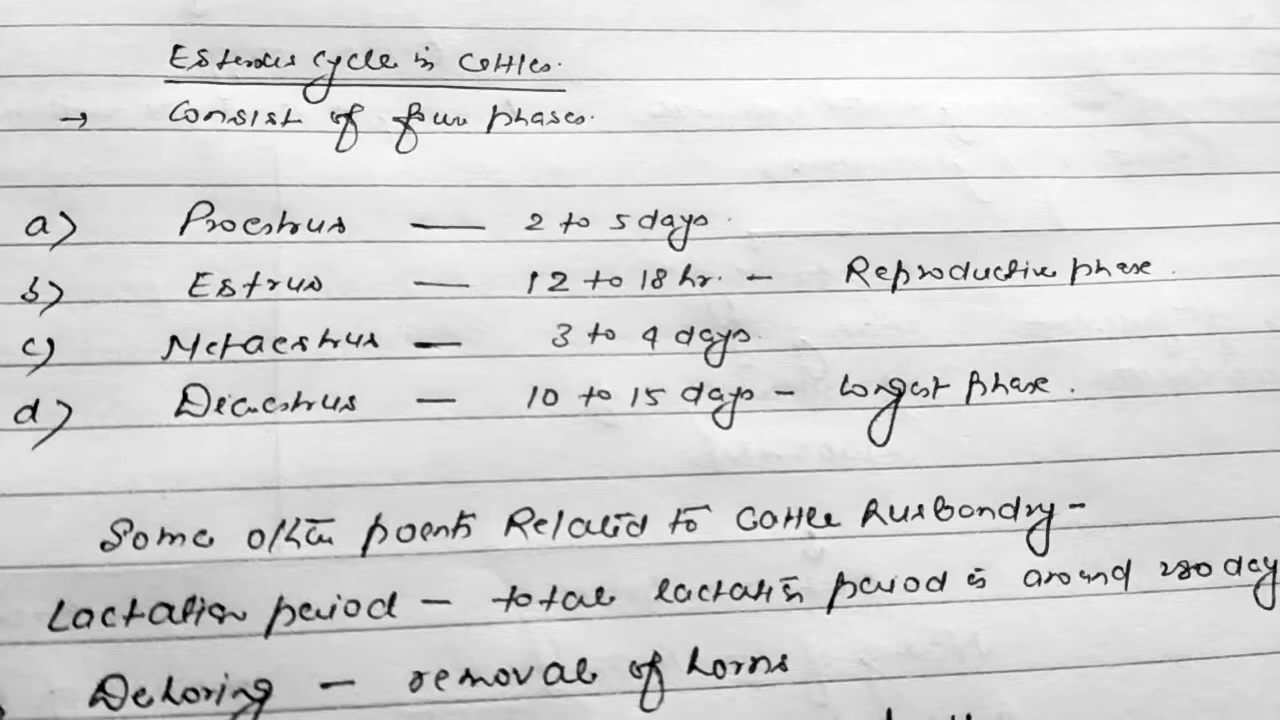 Esterous cycle in Cattles.
→ Consist of four phases.
a) Proestrus — 2 to 5 days.
b) Estrus — 12 to 18 hr. – Reproductive phase.
c) Metaestrus — 3 to 4 days.
d) Diaestrus — 10 to 15 days – longest phase.
Some other points Related to Cattle Husbandry –
Lactation period – total lactation period is around 280 day
Dehoring – removal of horns